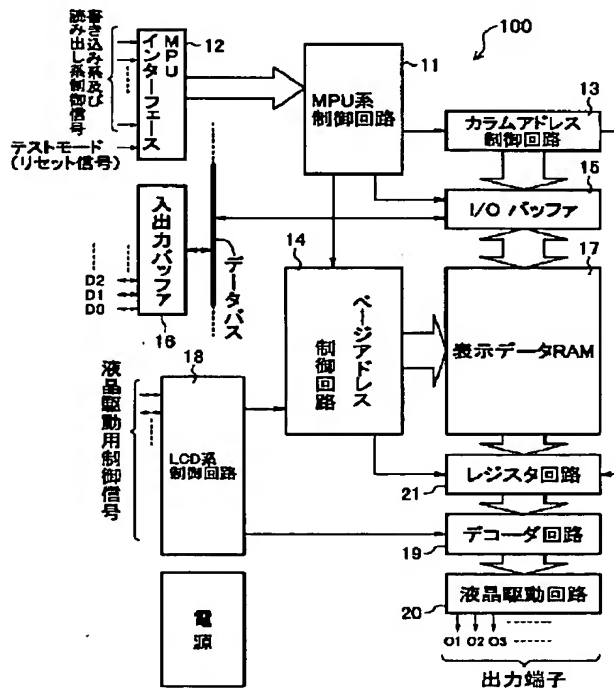 書き込み系及び
読み出し系制御信号
MPU
インターフェース
12
テストモード
(リセット信号)
11
MPU系
制御回路
100
13
カラムアドレス
制御回路
15
I/O バッファ
入出力バッファ
16
D2
D1
D0
データバス
14
ページアドレス
制御回路
17
表示データRAM
18
液晶駆動用制御信号
LCD系
制御回路
レジスタ回路
21
デコーダ回路
19
液晶駆動回路
20
電源
O1 O2 O3
出力端子